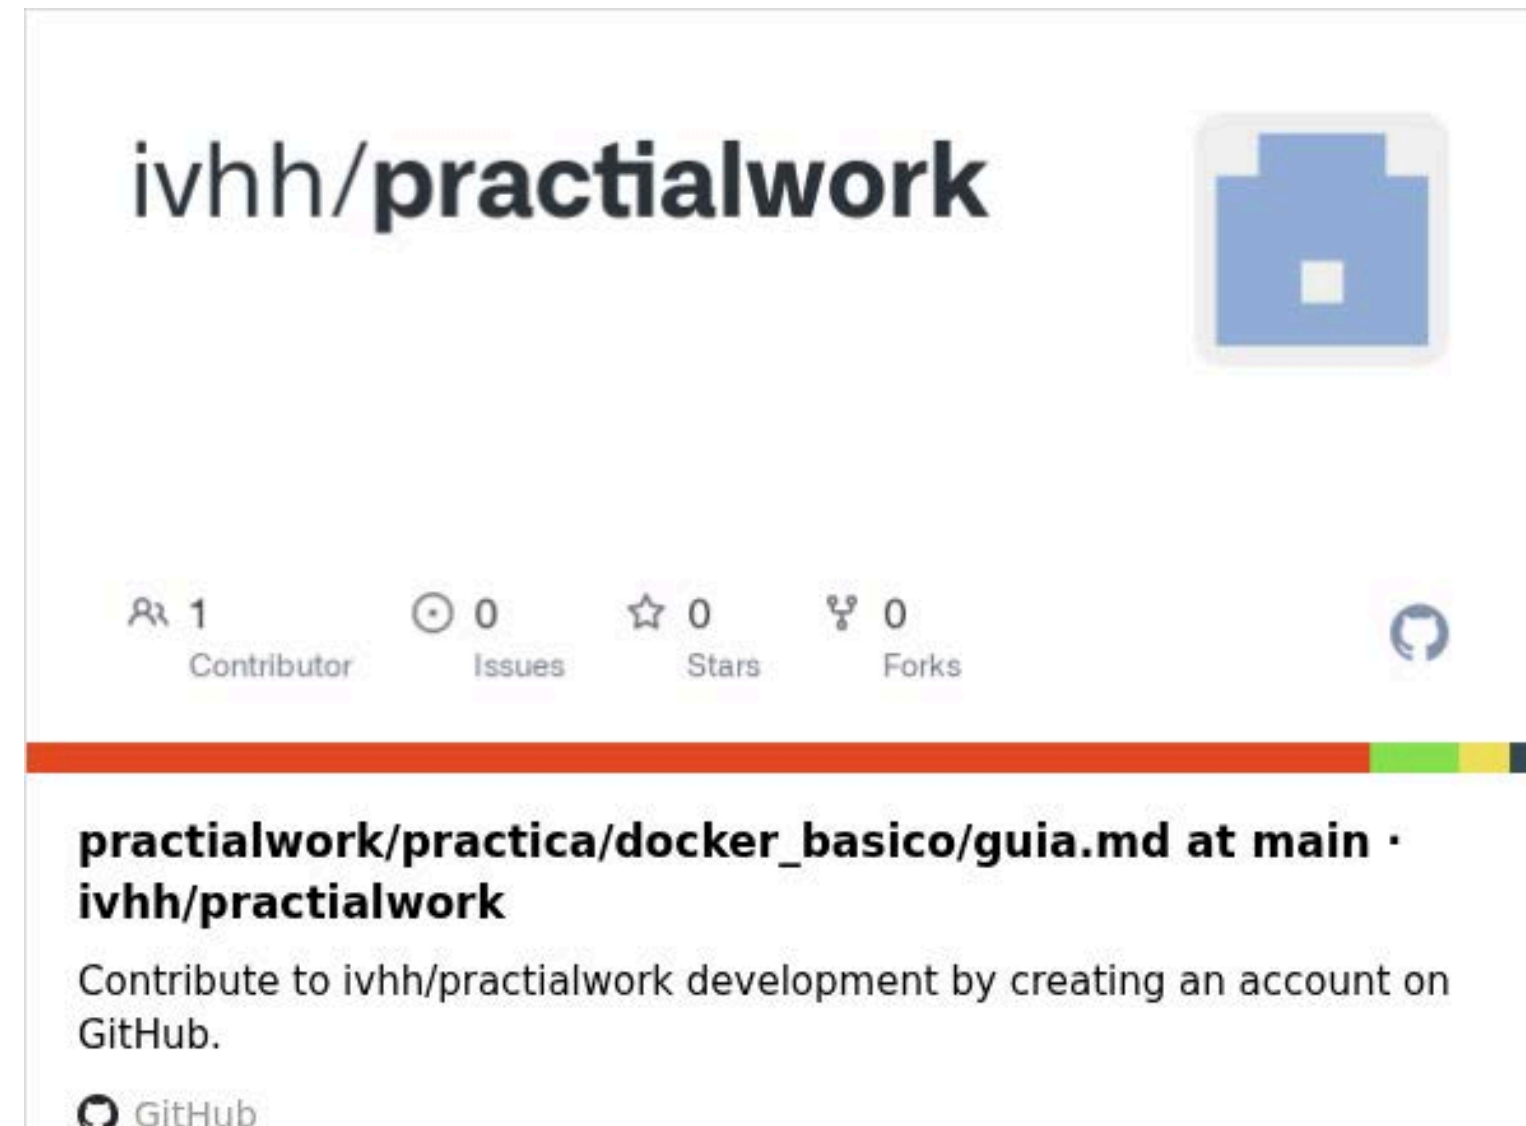 ivhh/practialwork
1 0 0 0
Contributor Issues Stars Forks
practialwork/practica/docker_basico/guia.md at main ·
ivhh/practialwork
Contribute to ivhh/practialwork development by creating an account on
GitHub.
GitHub